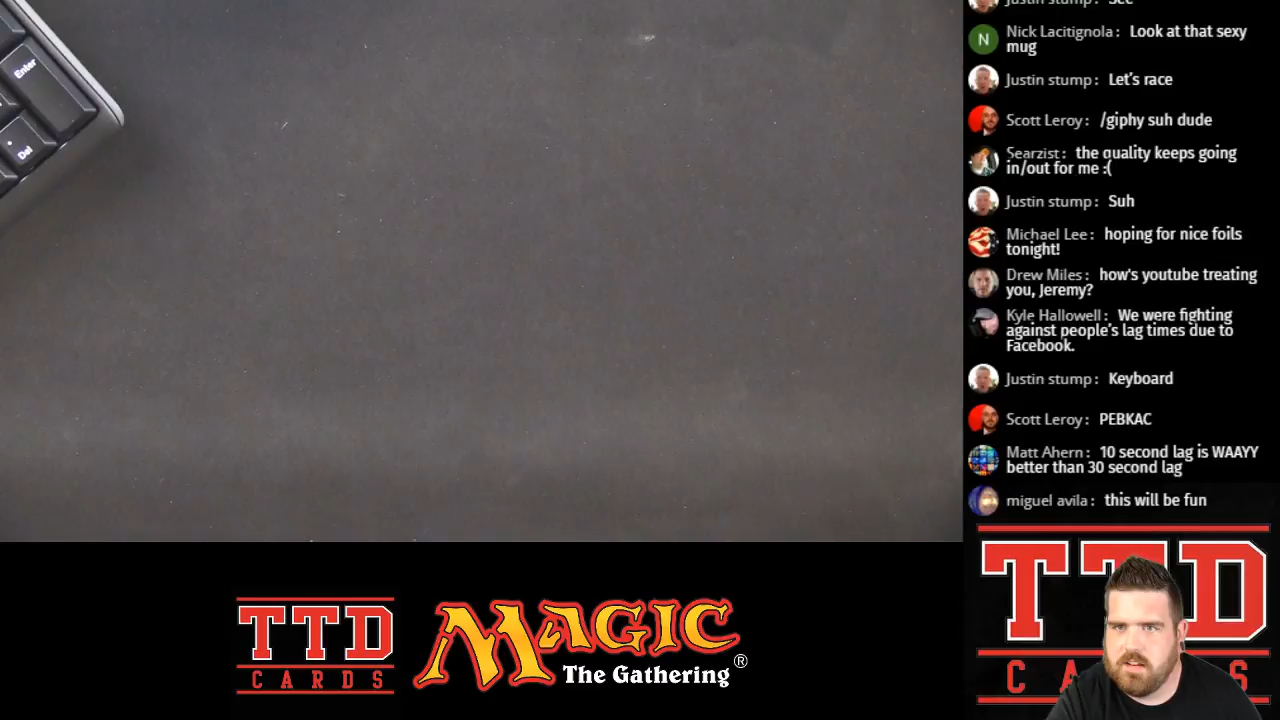 Enter
Del
Justin stump: See
Nick Lacitignola: Look at that sexy
mug
Justin stump: Let's race
Scott Leroy: /giphy suh dude
Searzist: the quality keeps going
in/out for me :(
Justin stump: Suh
Michael Lee: hoping for nice foils
tonight!
Drew Miles: how's youtube treating
you, Jeremy?
Kyle Hallowell: We were fighting
against people's lag times due to
Facebook.
Justin stump: Keyboard
Scott Leroy: PEBKAC
Matt Ahern: 10 second lag is WAAYY
better than 30 second lag
miguel avila: this will be fun
TTD
CARDS
MAGIC
The Gathering®
TTD
CA S